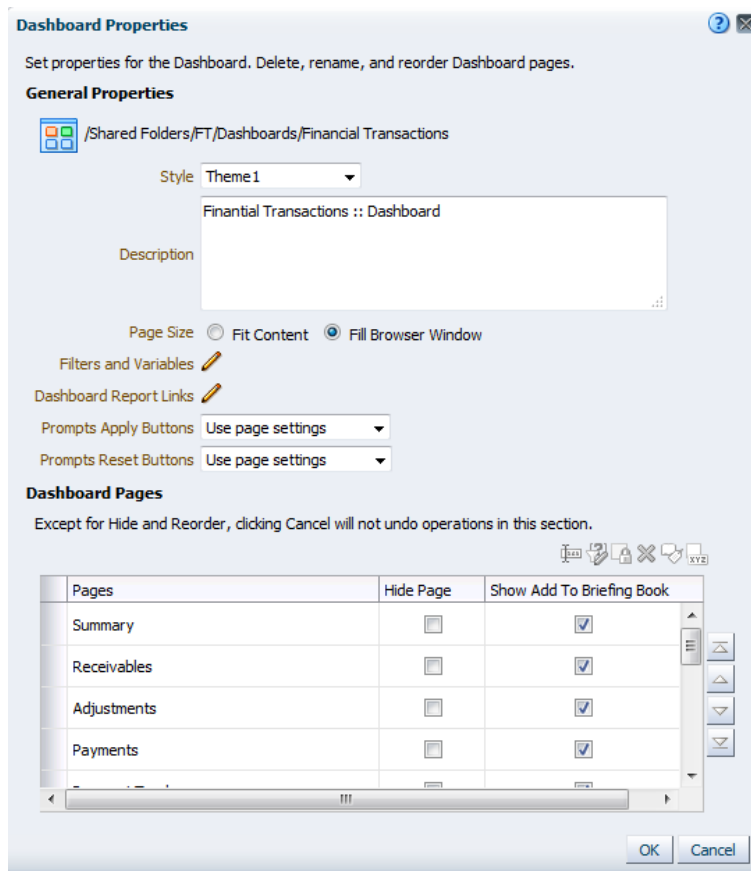 Dashboard Properties
Set properties for the Dashboard. Delete, rename, and reorder Dashboard pages.
General Properties
/Shared Folders/FT/Dashboards/Financial Transactions
Style Theme1
Finantial Transactions :: Dashboard
Description
Page Size Fit Content Fill Browser Window
Filters and Variables
Dashboard Report Links
Prompts Apply Buttons Use page settings
Prompts Reset Buttons Use page settings
Dashboard Pages
Except for Hide and Reorder, clicking Cancel will not undo operations in this section.
XYZ
Pages Hide Page Show Add To Briefing Book
Summary
Receivables
Adjustments
Payments
OK Cancel